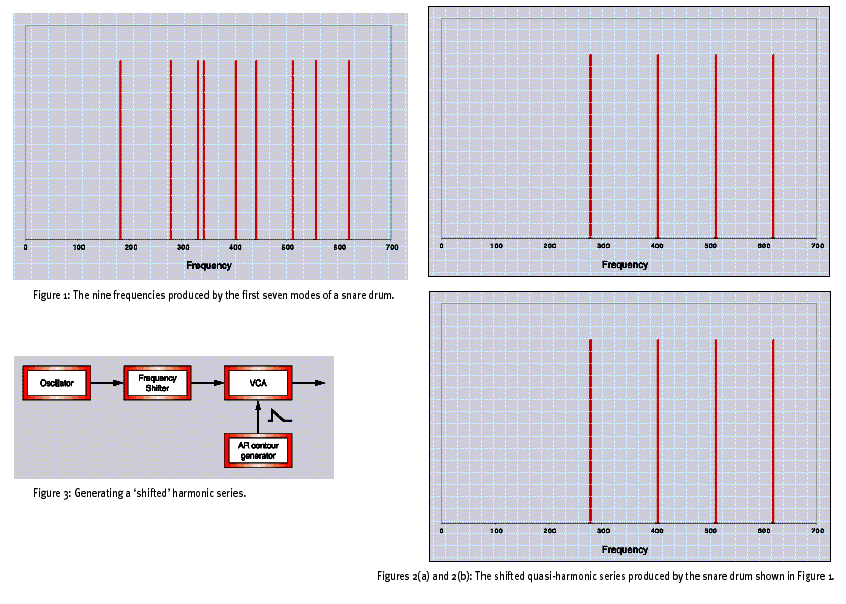 0 100 200 300 400 500 600 700
Frequency
Figure 1: The nine frequencies produced by the first seven modes of a snare drum.
0 100 200 300 400 500 600 700
Frequency
Oscillator
Frequency
Shifter
VCA
AR contour
generator
Figure 3: Generating a ‘shifted’ harmonic series.
0 100 200 300 400 500 600 700
Frequency
Figures 2(a) and 2(b): The shifted quasi-harmonic series produced by the snare drum shown in Figure 1.